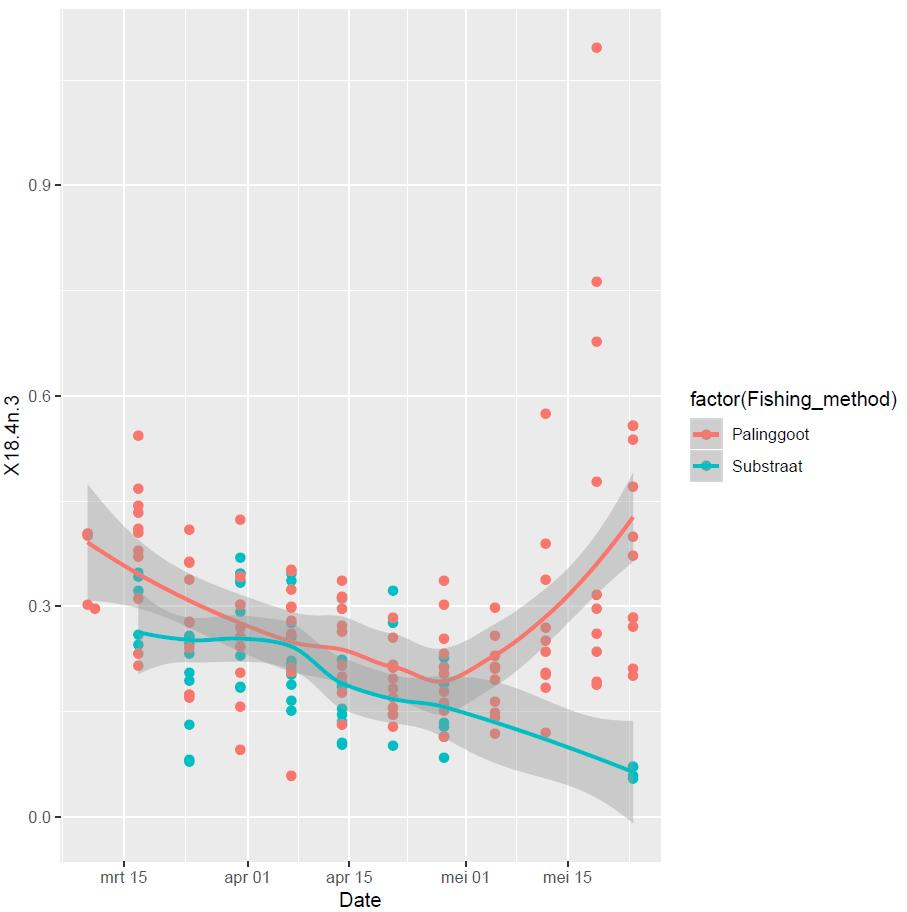 0.9
0.6
0.3
0.0
X18.4n.3
mrt 15
apr 01
apr 15
mei 01
mei 15
Date
factor(Fishing_method)
Palinggoot
Substraat